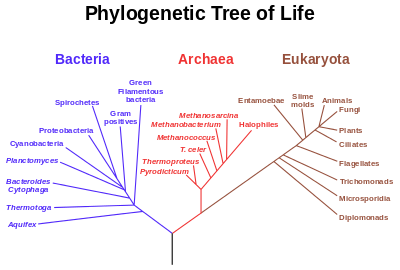 Phylogenetic Tree of Life
Bacteria
Archaea
Eukaryota
Green
Filamentous
bacteria
Spirochetes
Gram
positives
Proteobacteria
Cyanobacteria
Planctomyces
Bacteroides
Cytophaga
Thermotoga
Aquifex
Methanosarcina
Methanobacterium
Halophiles
Methanococcus
T. celer
Thermoproteus
Pyrodicticum
Entamoebae
Slime
molds
Animals
Fungi
Plants
Ciliates
Flagellates
Trichomonads
Microsporidia
Diplomonads